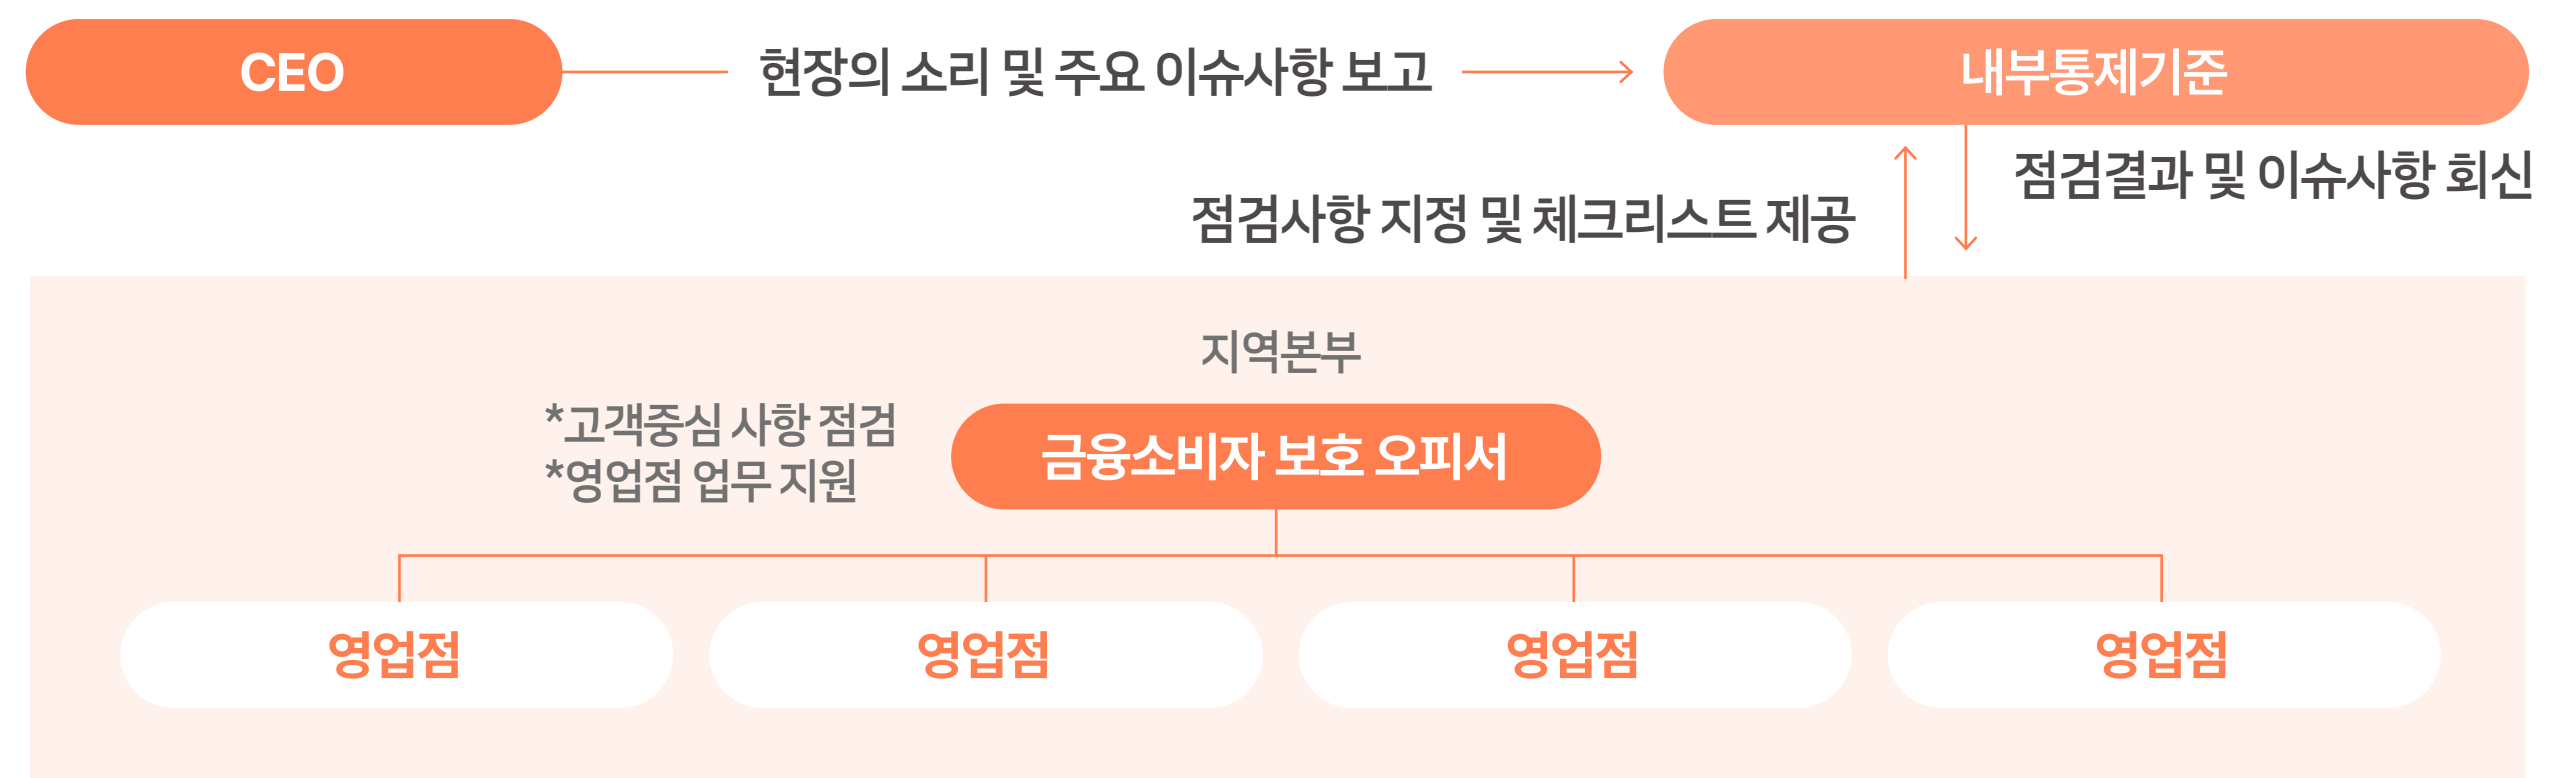 CEO
현장의 소리 및 주요 이슈사항 보고
내부통제기준
점검결과 및 이슈사항 회신
점검사항 지정 및 체크리스트 제공
지역본부
*고객중심 사항 점검
*영업점 업무 지원
금융소비자 보호 오피서
영업점
영업점
영업점
영업점